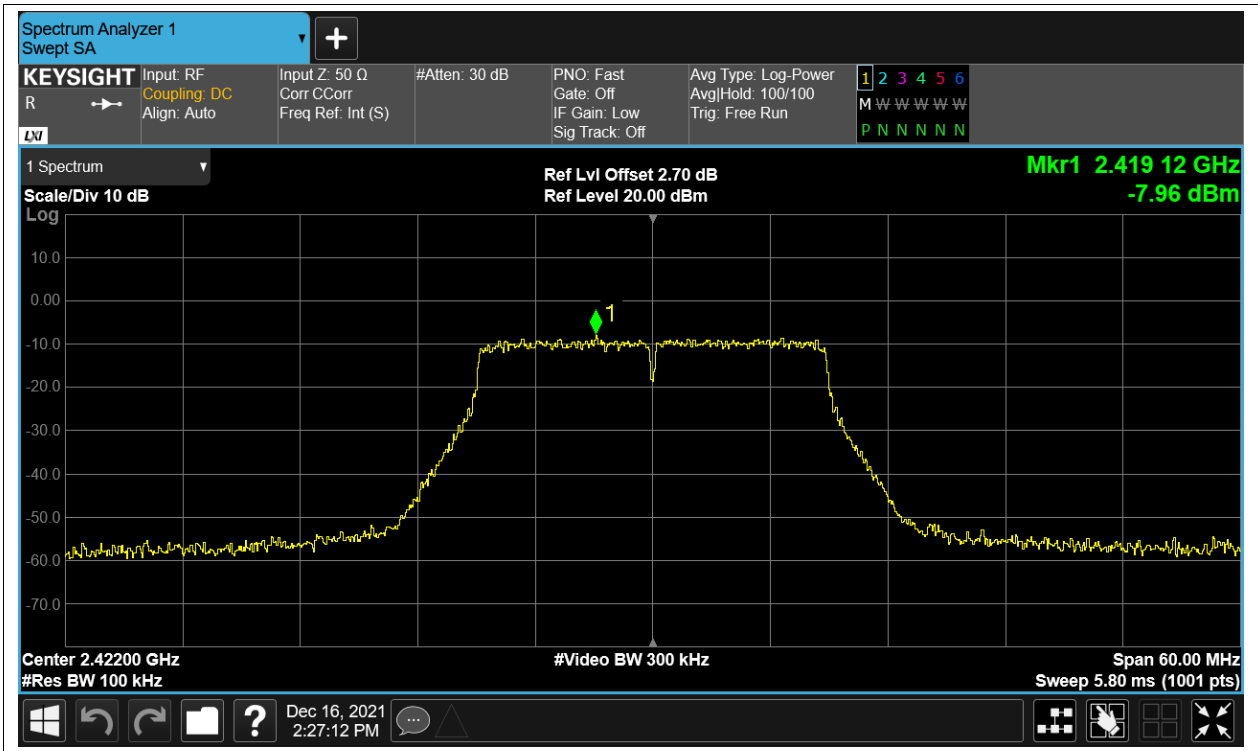 Spectrum Analyzer 1
Swept SA
+
KEYSIGHT
R
LXI
Input: RF
Coupling: DC
Align: Auto
Input Z: 50 Ω
Corr CCorr
Freq Ref: Int (S)
#Atten: 30 dB
PNO: Fast
Gate: Off
IF Gain: Low
Sig Track: Off
Avg Type: Log-Power
Avg|Hold: 100/100
Trig: Free Run
1 2 3 4 5 6
M W W W W W
P N N N N N
1 Spectrum
Scale/Div 10 dB
Ref Lvl Offset 2.70 dB
Ref Level 20.00 dBm
Mkr1 2.419 12 GHz
-7.96 dBm
Log
10.0
0.00
-10.0
-20.0
-30.0
-40.0
-50.0
-60.0
-70.0
1
Center 2.42200 GHz
#Res BW 100 kHz
#Video BW 300 kHz
Span 60.00 MHz
Sweep 5.80 ms (1001 pts)
?
Dec 16, 2021
2:27:12 PM